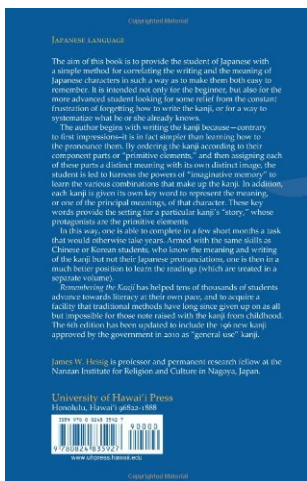 Copyrighted Material
JAPANESE LANGUAGE
The aim of this book is to provide the student of Japanese with
a simple method for correlating the writing and the meaning of
Japanese characters in such a way as to make them both easy to
remember. It is intended not only for the beginner, but also for the
more advanced student looking for some relief from the constant
frustration of forgetting how to write the kanji, or for a way to
systematize what he or she already knows.
The author begins with writing the kanji because—contrary
to first impressions—it is in fact simpler than learning how to
the pronounce them. By ordering the kanji according to their
component parts or “primitive elements,” and then assigning each
of these parts a distinct meaning with its own distinct image, the
student is led to harness the powers of “imaginative memory” to
learn the various combinations that make up the kanji. In addition,
each kanji is given its own key word to represent the meaning,
or one of the principal meanings, of that character. These key
words provide the setting for a particular kanji’s “story,” whose
protagonists are the primitive elements
In this way, one is able to complete in a few short months a task
that would otherwise take years. Armed with the same skills as
Chinese or Korean students, who know the meaning and writing
of the kanji but not their Japanese pronunciations, one is then in a
much better position to learn the readings (which are treated in a
separate volume).
Remembering the Kanji has helped tens of thousands of students
advance towards literacy at their own pace, and to acquire a
facility that traditional methods have long since given up on as all
but impossible for those note raised with the kanji from childhood.
The 6th edition has been updated to include the 196 new kanji
approved by the government in 2010 as “general use” kanji.
James W. Heisig is professor and permanent research fellow at the
Nanzan Institute for Religion and Culture in Nagoya, Japan.
University of Hawai‘i Press
Honolulu, Hawai‘i 96822-1888
ISBN 978 0 8248 3592 7
90000
9 780824 835927
www.uhpress.hawaii.edu
Copyrighted Material